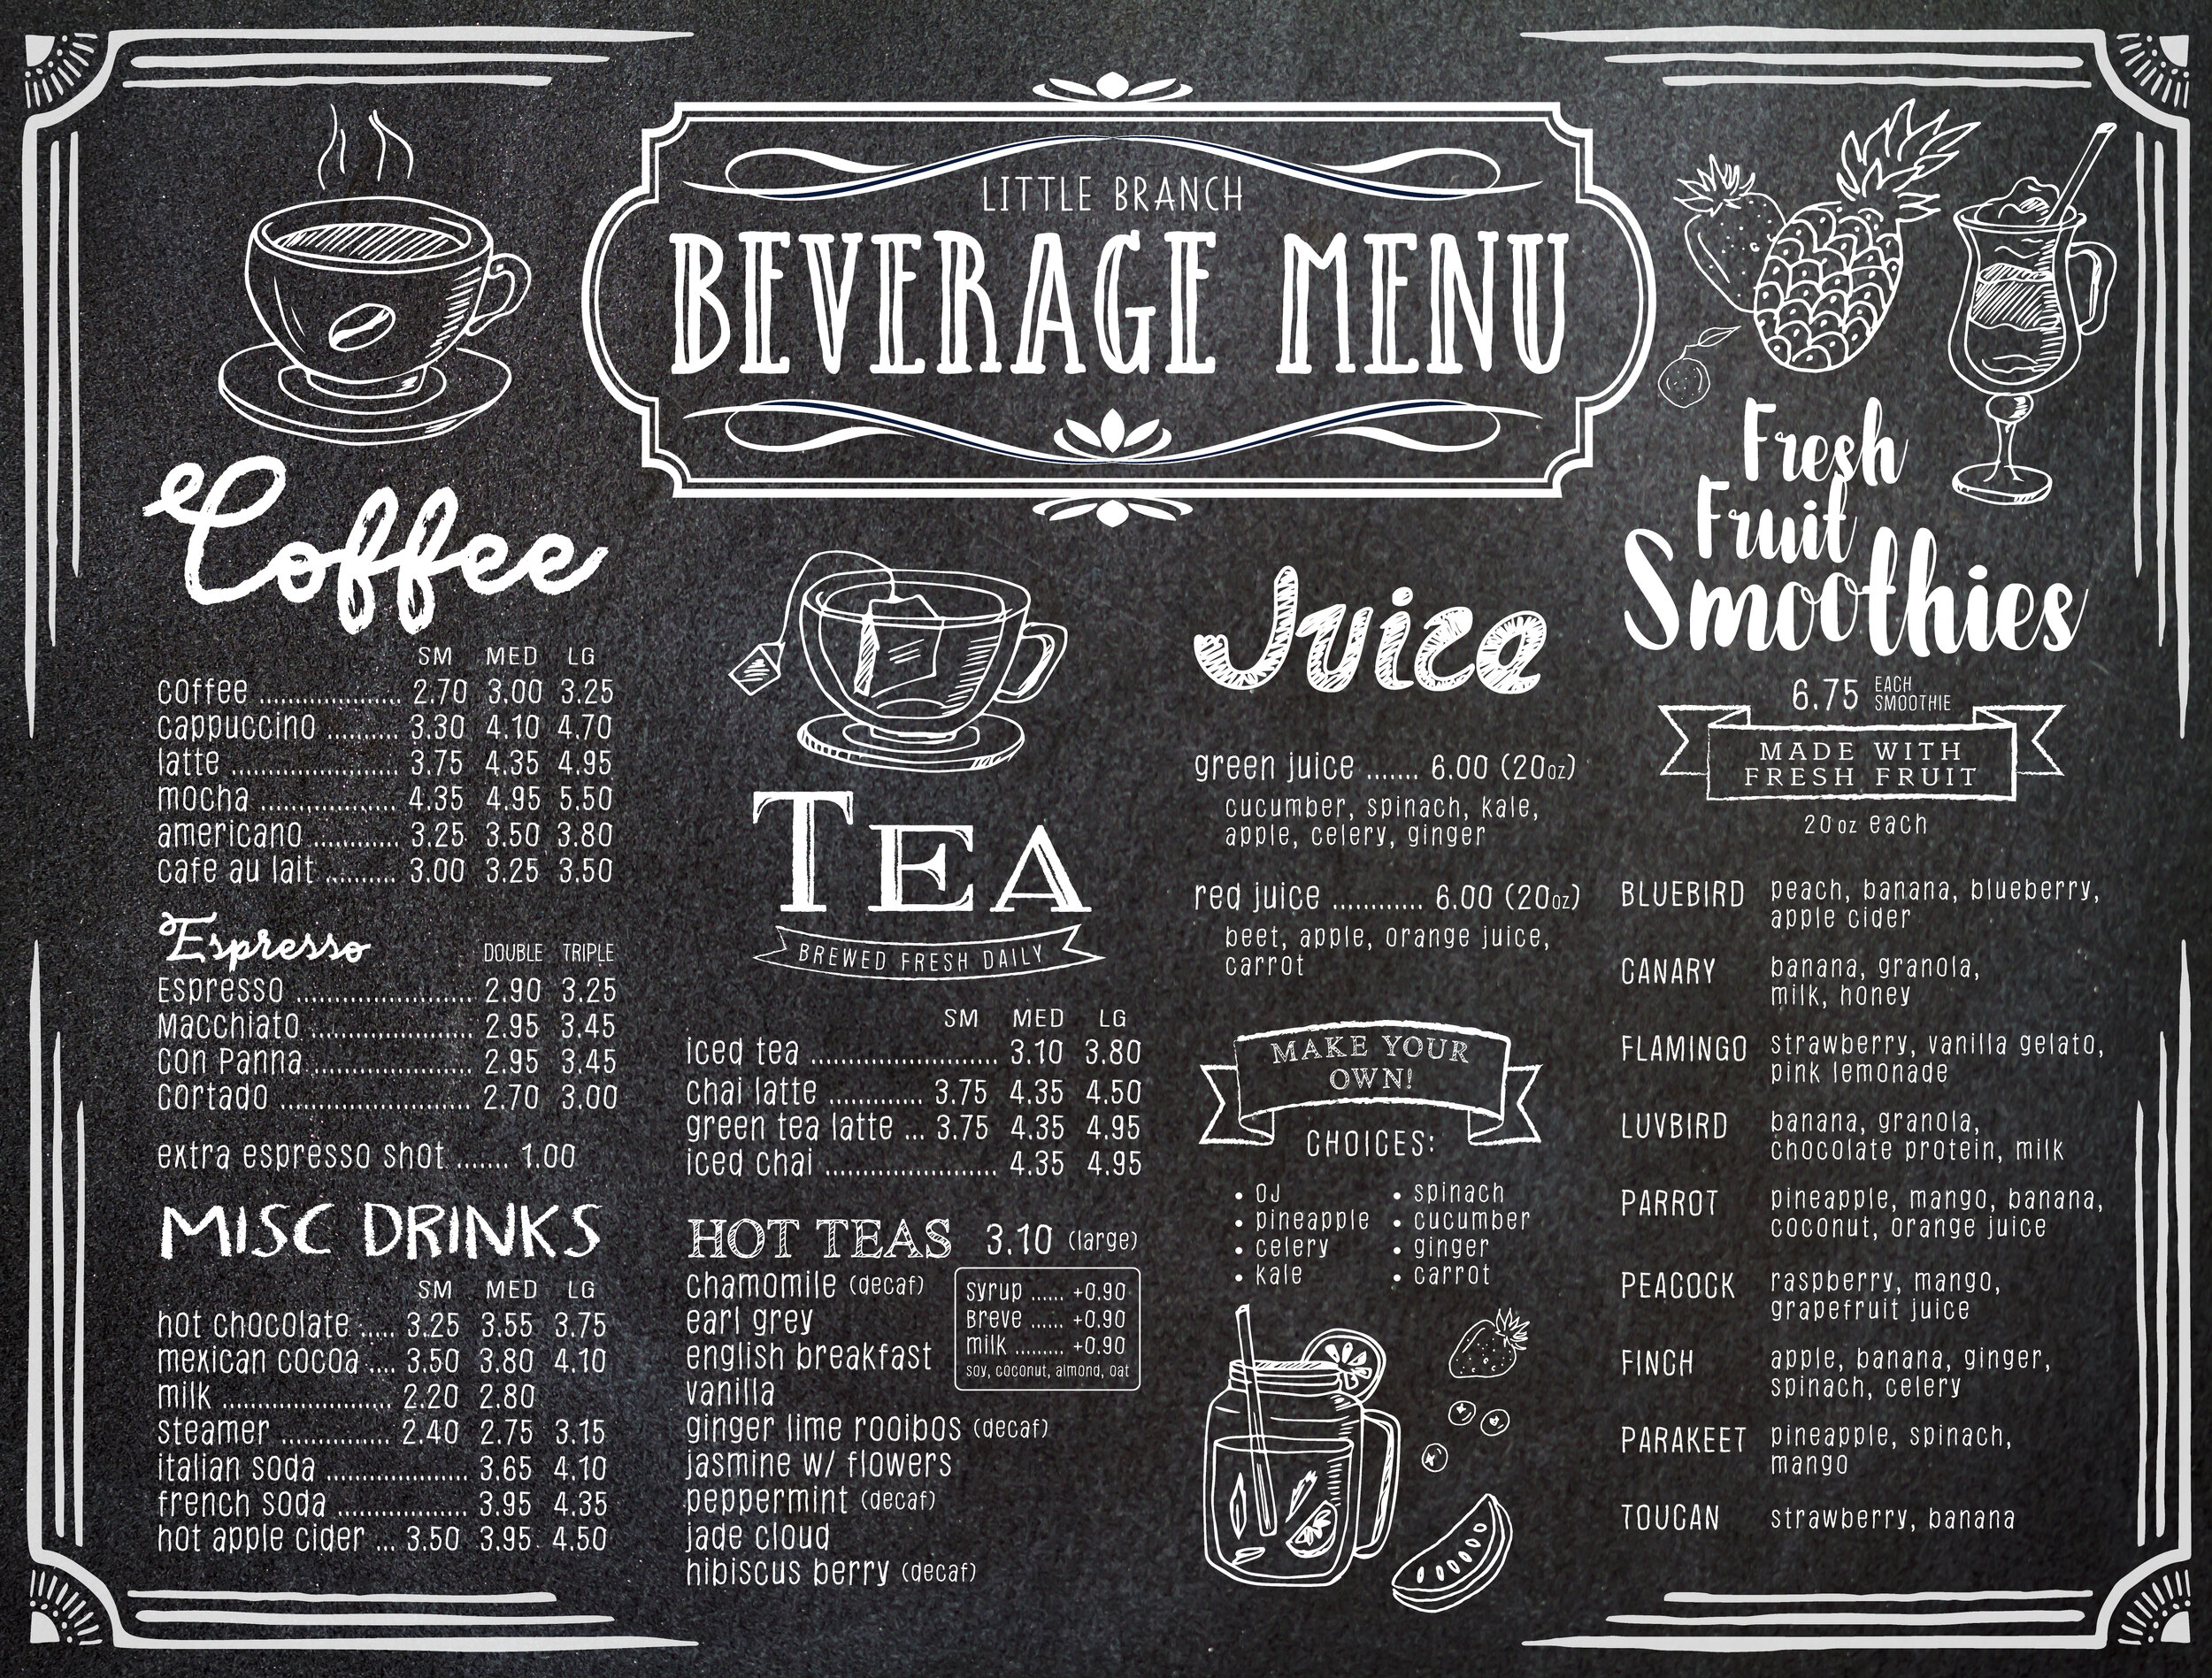 LITTLE BRANCH
BEVERAGE MENU
Coffee
SM MED LG
coffee .................... 2.70 3.00 3.25
cappuccino .......... 3.30 4.10 4.70
latte ........................ 3.75 4.35 4.95
mocha .................... 4.35 4.95 5.50
americano ............ 3.25 3.50 3.80
cafe au lait .......... 3.00 3.25 3.50
Espresso DOUBLE TRIPLE
Espresso ......................... 2.90 3.25
Macchiato ....................... 2.95 3.45
Con Panna ....................... 2.95 3.45
cortado ........................... 2.70 3.00
extra espresso shot ....... 1.00
MISC DRINKS
SM MED LG
hot chocolate ..... 3.25 3.55 3.75
mexican cocoa .... 3.50 3.80 4.10
milk ........................ 2.20 2.80
steamer ................ 2.40 2.75 3.15
italian soda .................... 3.65 4.10
french soda ................... 3.95 4.35
hot apple cider ... 3.50 3.95 4.50
TEA
BREWED FRESH DAILY
SM MED LG
iced tea ........................... 3.10 3.80
chai latte ............. 3.75 4.35 4.50
green tea latte ... 3.75 4.35 4.95
iced chai ......................... 4.35 4.95
HOT TEAS 3.10 (large)
chamomile (decaf)
earl grey
english breakfast
vanilla
ginger lime rooibos (decaf)
jasmine w/ flowers
peppermint (decaf)
jade cloud
hibiscus berry (decaf)
syrup ...... +0.90
Breve ...... +0.90
milk ......... +0.90
soy, coconut, almond, oat
Juice
green juice ....... 6.00 (20oz)
cucumber, spinach, kale,
apple, celery, ginger
red juice ............ 6.00 (20oz)
beet, apple, orange juice,
carrot
MAKE YOUR
OWN!
CHOICES:
• OJ
• pineapple
• celery
• kale
• spinach
• cucumber
• ginger
• carrot
Fresh
Fruit
Smoothies
6.75 EACH SMOOTHIE
MADE WITH
FRESH FRUIT
20 oz each
BLUEBIRD peach, banana, blueberry,
apple cider
CANARY banana, granola,
milk, honey
FLAMINGO strawberry, vanilla gelato,
pink lemonade
LUVBIRD banana, granola,
chocolate protein, milk
PARROT pineapple, mango, banana,
coconut, orange juice
PEACOCK raspberry, mango,
grapefruit juice
FINCH apple, banana, ginger,
spinach, celery
PARAKEET pineapple, spinach,
mango
TOUCAN strawberry, banana